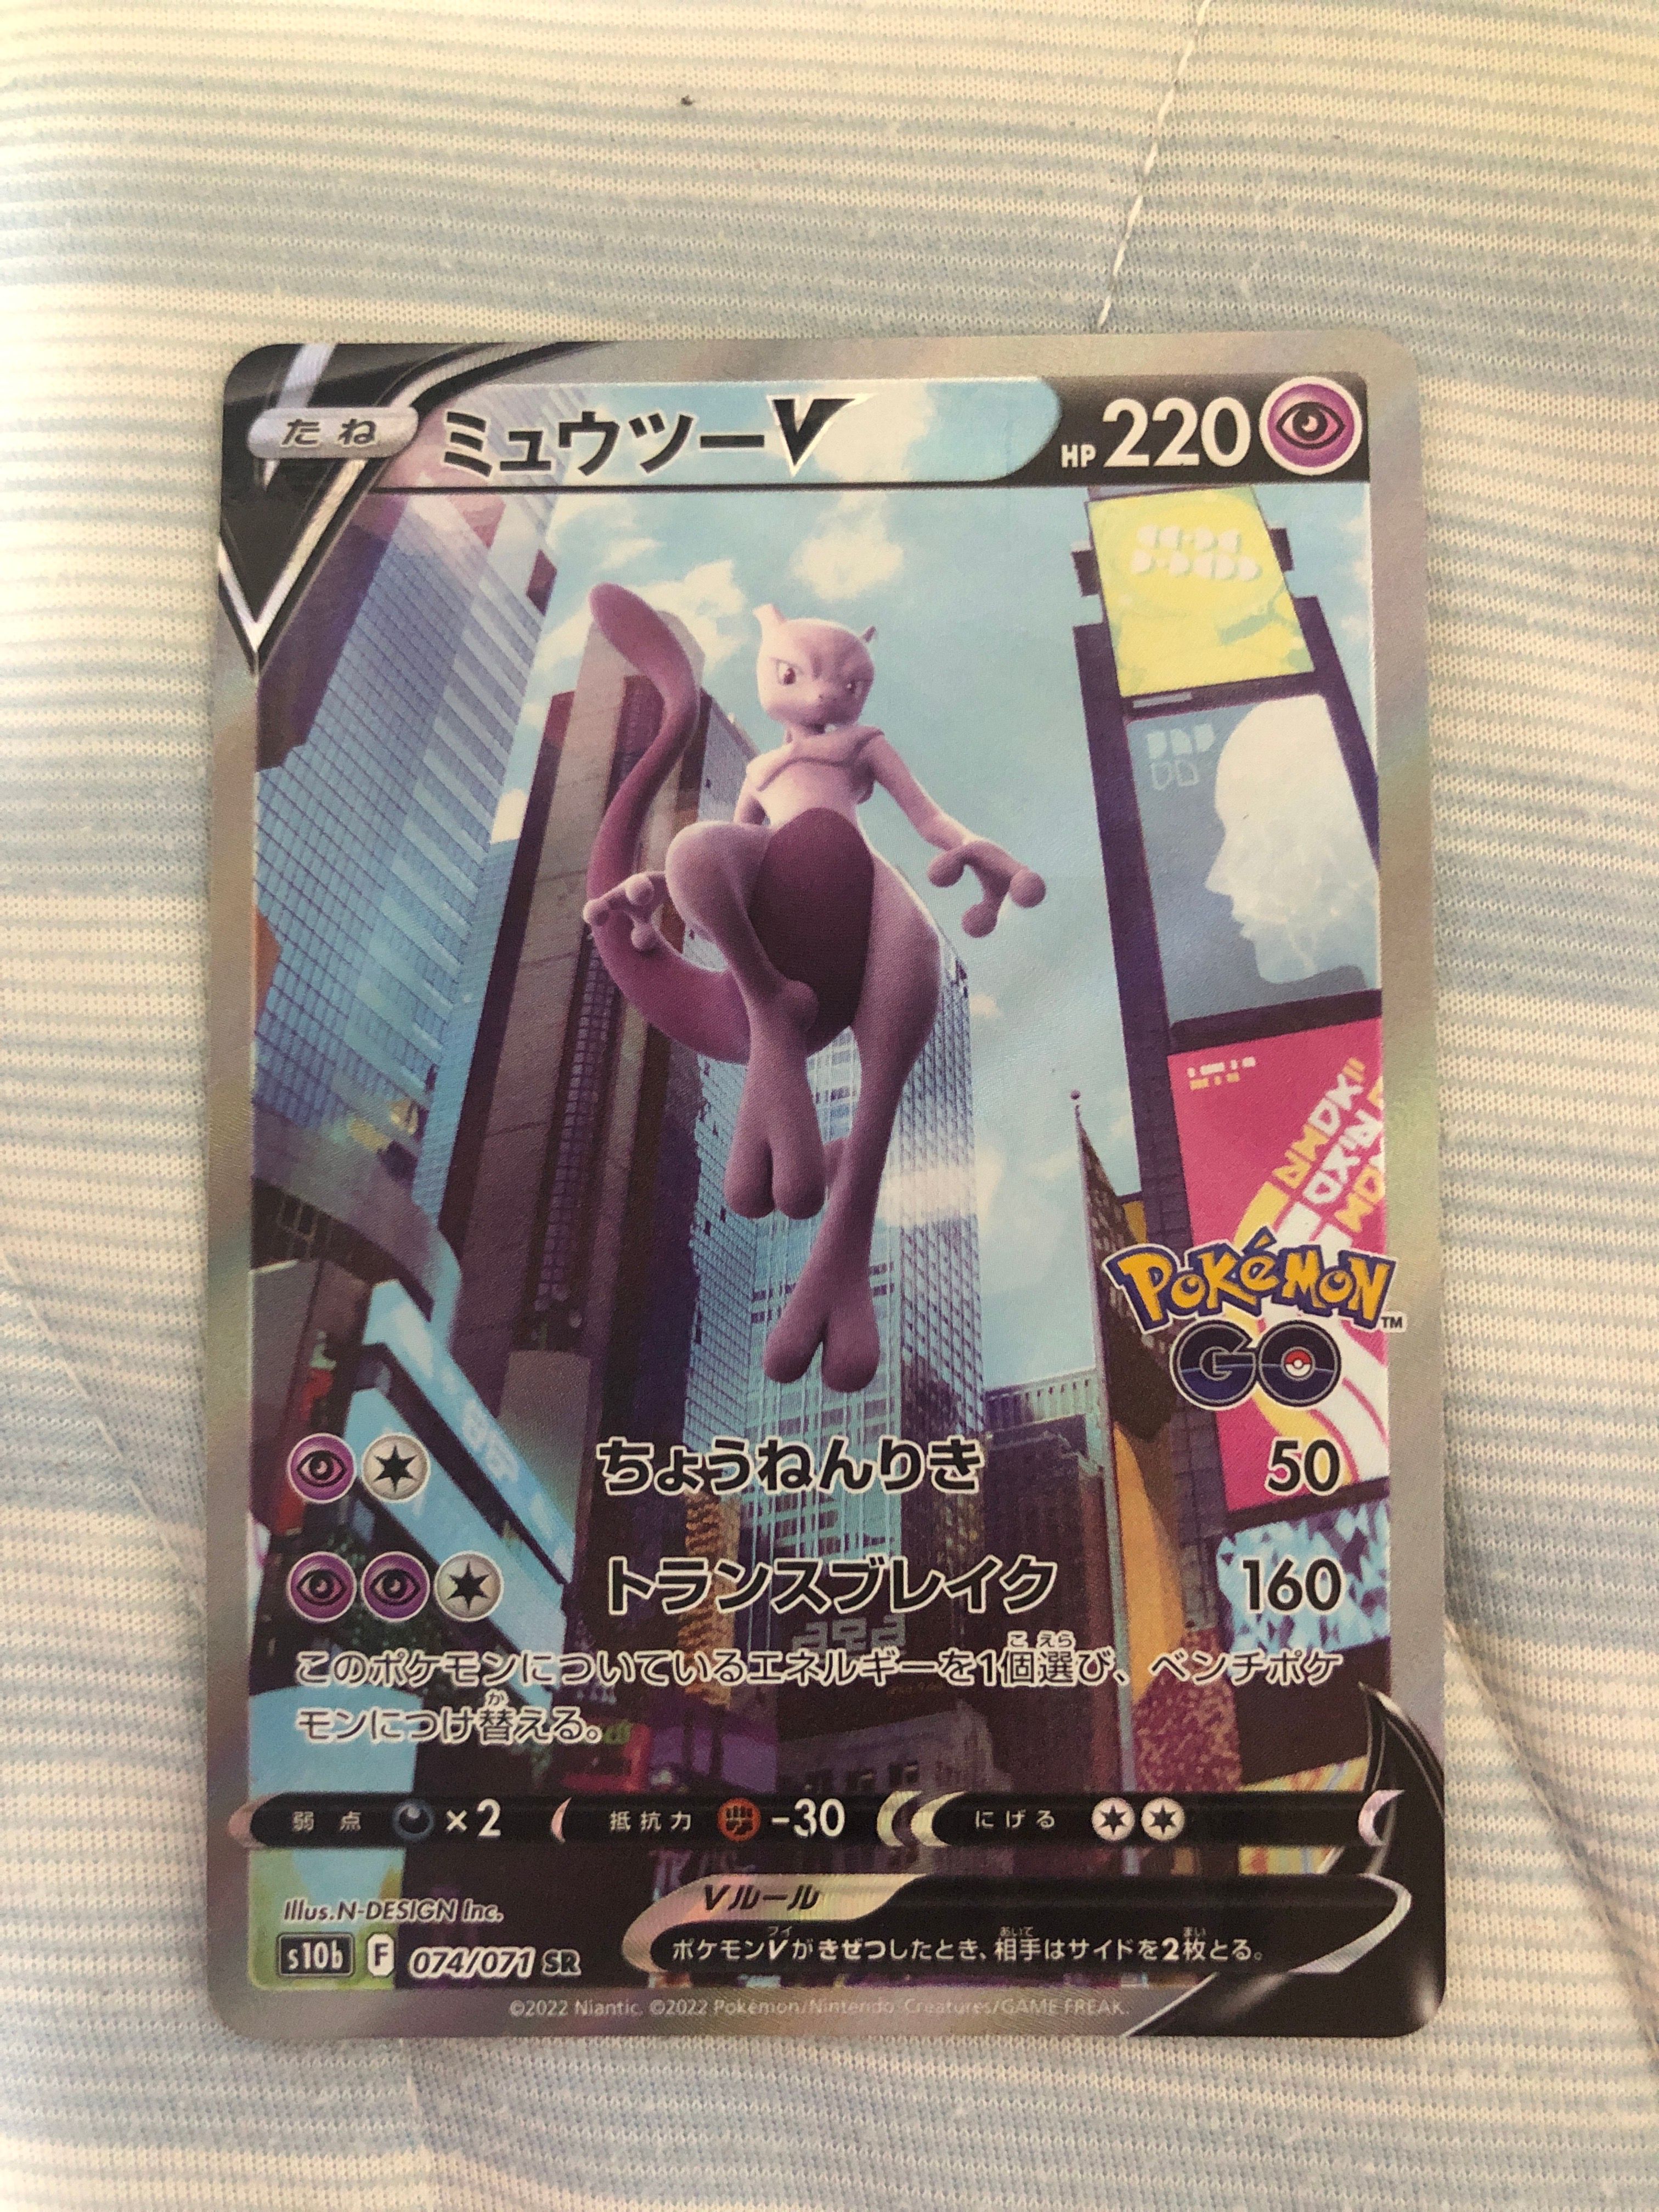 たね ミュウツーV HP 220
Pokémon ™
GO
ちょうねんりき 50
トランスブレイク 160
このポケモンについているエネルギーを1個選び、ベンチポケ
モンにつけ替える。
弱点 ×2 抵抗力 -30 にげる
Illus. N-DESIGN Inc.
Vルール
ポケモンVがきぜつしたとき、相手はサイドを2枚とる。
s10b F 074/071 SR
©2022 Niantic. ©2022 Pokémon/Nintendo/Creatures/GAME FREAK.